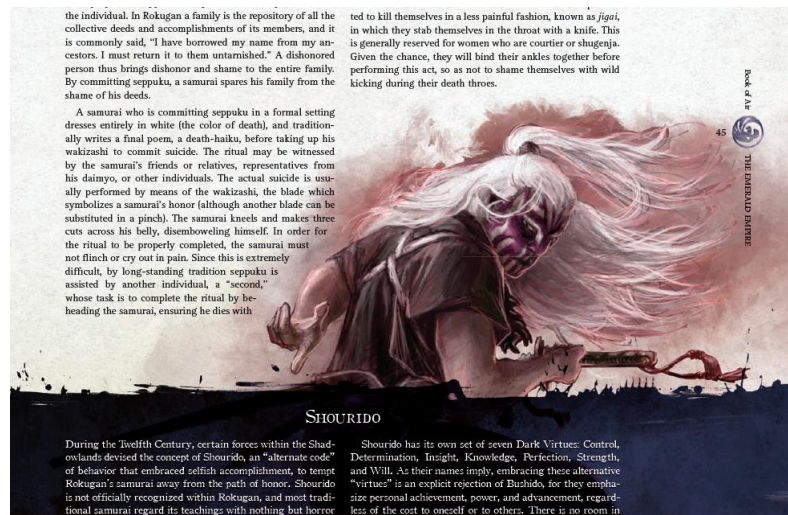 the individual. In Rokugan a family is the repository of all the
collective deeds and accomplishments of its members, and it
is commonly said, “I have borrowed my name from my an-
cestors. I must return it to them untarnished.” A dishonored
person thus brings dishonor and shame to the entire family.
By committing seppuku, a samurai spares his family from the
shame of his deeds.
A samurai who is committing seppuku in a formal setting
dresses entirely in white (the color of death), and tradition-
ally writes a final poem, a death-haiku, before taking up his
wakizashi to commit suicide. The ritual may be witnessed
by the samurai’s friends or relatives, representatives from
his daimyo, or other individuals. The actual suicide is usu-
ally performed by means of the wakizashi, the blade which
symbolizes a samurai’s honor (although another blade can be
substituted in a pinch). The samurai kneels and makes three
cuts across his belly, disemboweling himself. In order for
the ritual to be properly completed, the samurai must
not flinch or cry out in pain. Since this is extremely
difficult, by long-standing tradition seppuku is
assisted by another individual, a “second,”
whose task is to complete the ritual by be-
heading the samurai, ensuring he dies with
ted to kill themselves in a less painful fashion, known as jigai,
in which they stab themselves in the throat with a knife. This
is generally reserved for women who are courtier or shugenja.
Given the chance, they will bind their ankles together before
performing this act, so as not to shame themselves with wild
kicking during their death throes.
Book of Air
45
THE EMERALD EMPIRE
SHOURIDO
During the Twelfth Century, certain forces within the Shad-
owlands devised the concept of Shourido, an “alternate code”
of behavior that embraced selfish accomplishment, to tempt
Rokugan’s samurai away from the path of honor. Shourido
is not officially recognized within Rokugan, and most tradi-
tional samurai regard its teachings with nothing but horror
Shourido has its own set of seven Dark Virtues: Control,
Determination, Insight, Knowledge, Perfection, Strength,
and Will. As their names imply, embracing these alternative
“virtues” is an explicit rejection of Bushido, for they empha-
size personal achievement, power, and advancement, regard-
less of the cost to oneself or to others. There is no room in